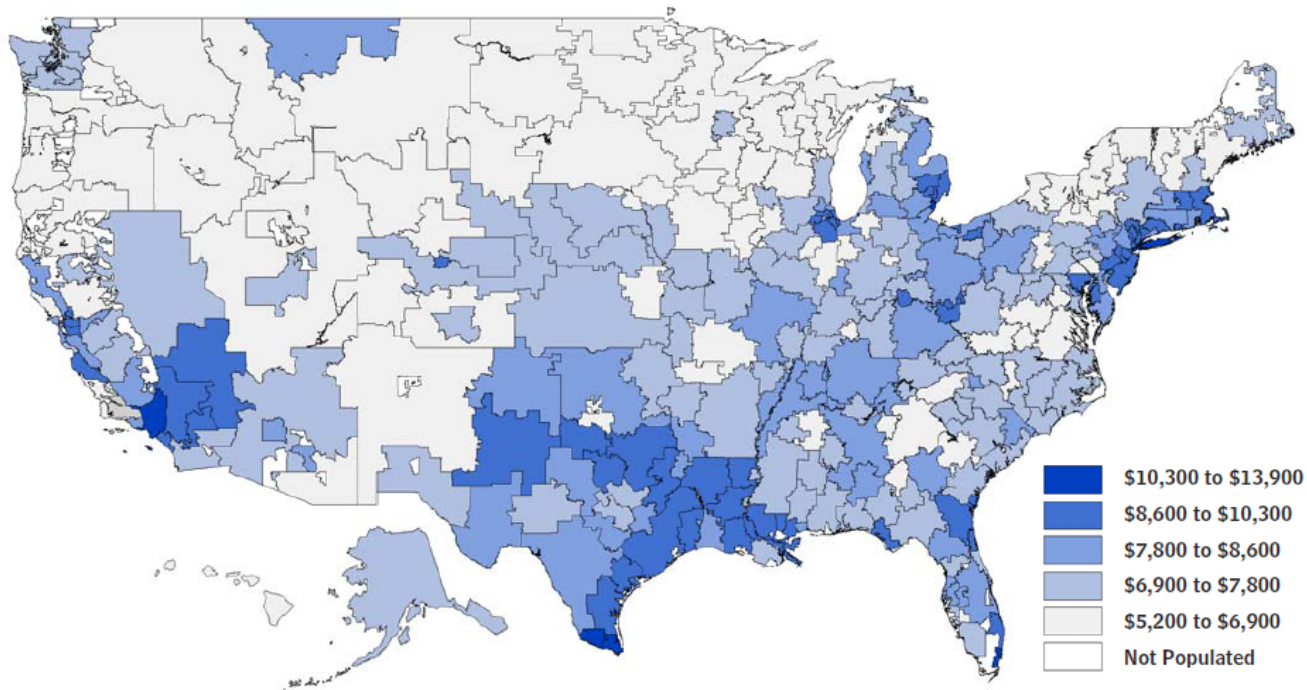 $10,300 to $13,900
$8,600 to $10,300
$7,800 to $8,600
$6,900 to $7,800
$5,200 to $6,900
Not Populated